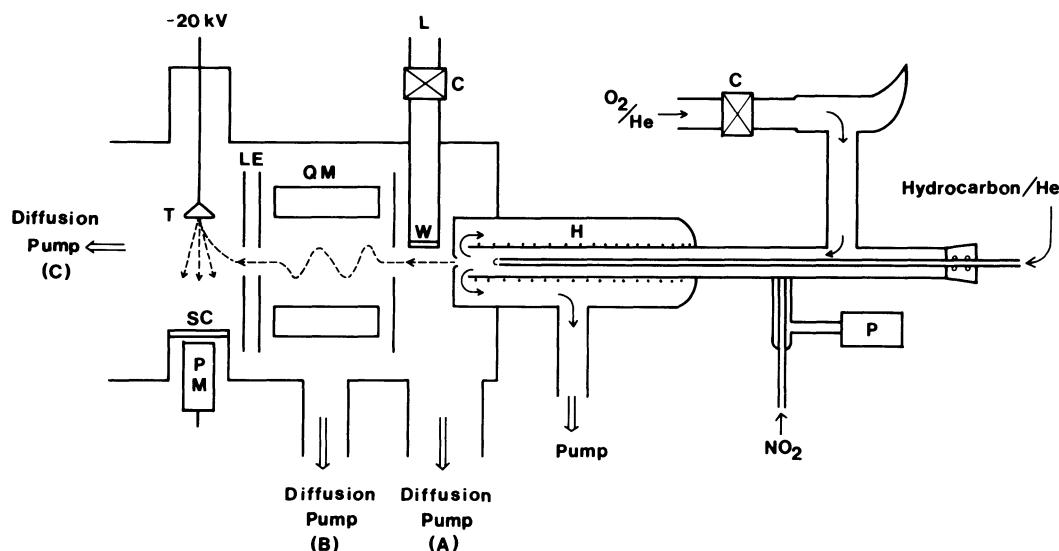 -20 kV
L
C
C
O2/He
LE
QM
Hydrocarbon/He
T
W
H
Diffusion
Pump
(C)
SC
P
M
P
Pump
NO2
Diffusion
Pump
(B)
Diffusion
Pump
(A)